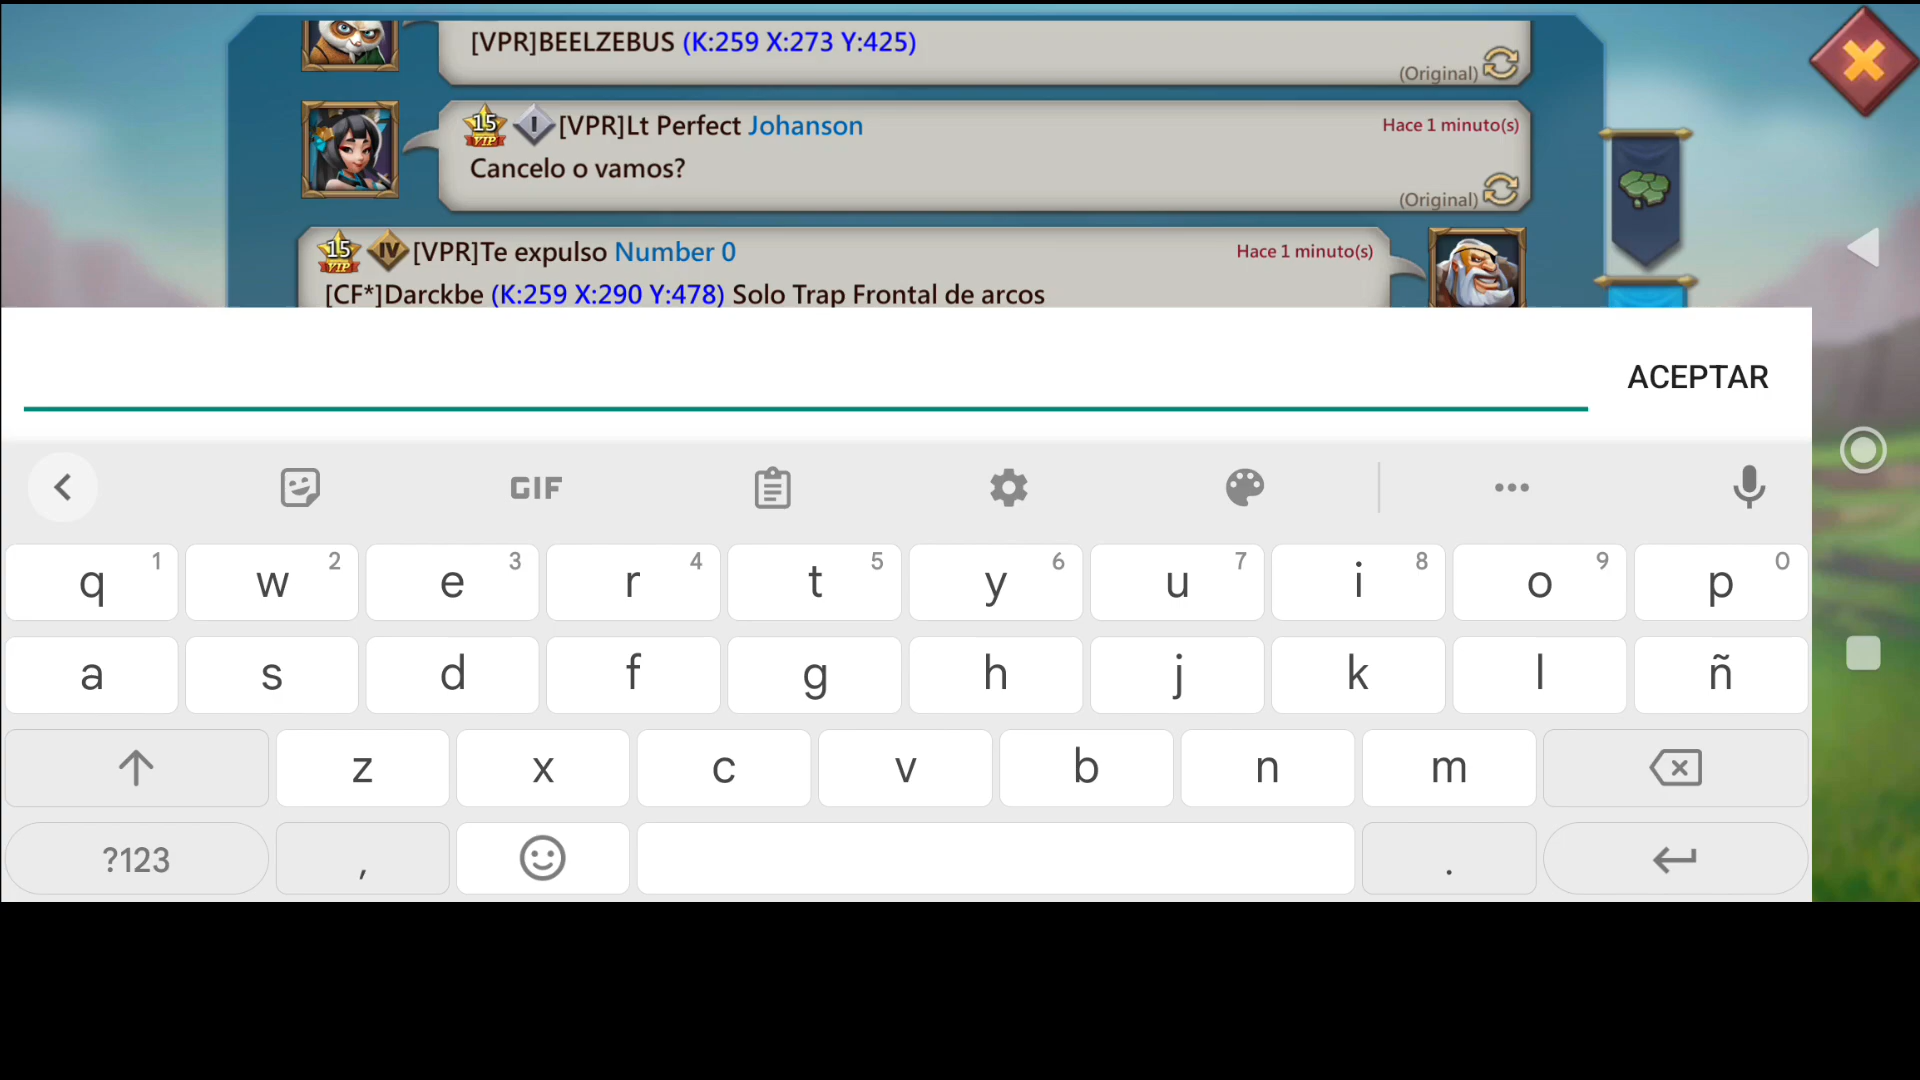 [VPR]BEELZEBUS (K:259 X:273 Y:425)
(Original)
15 VIP I [VPR]Lt Perfect Johanson Hace 1 minuto(s)
Cancelo o vamos?
(Original)
15 VIP IV [VPR]Te expulso Number 0 Hace 1 minuto(s)
[CF*]Darckbe (K:259 X:290 Y:478) Solo Trap Frontal de arcos
ACEPTAR
GIF
q 1 w 2 e 3 r 4 t 5 y 6 u 7 i 8 o 9 p 0
a s d f g h j k l ñ
z x c v b n m
?123 , .